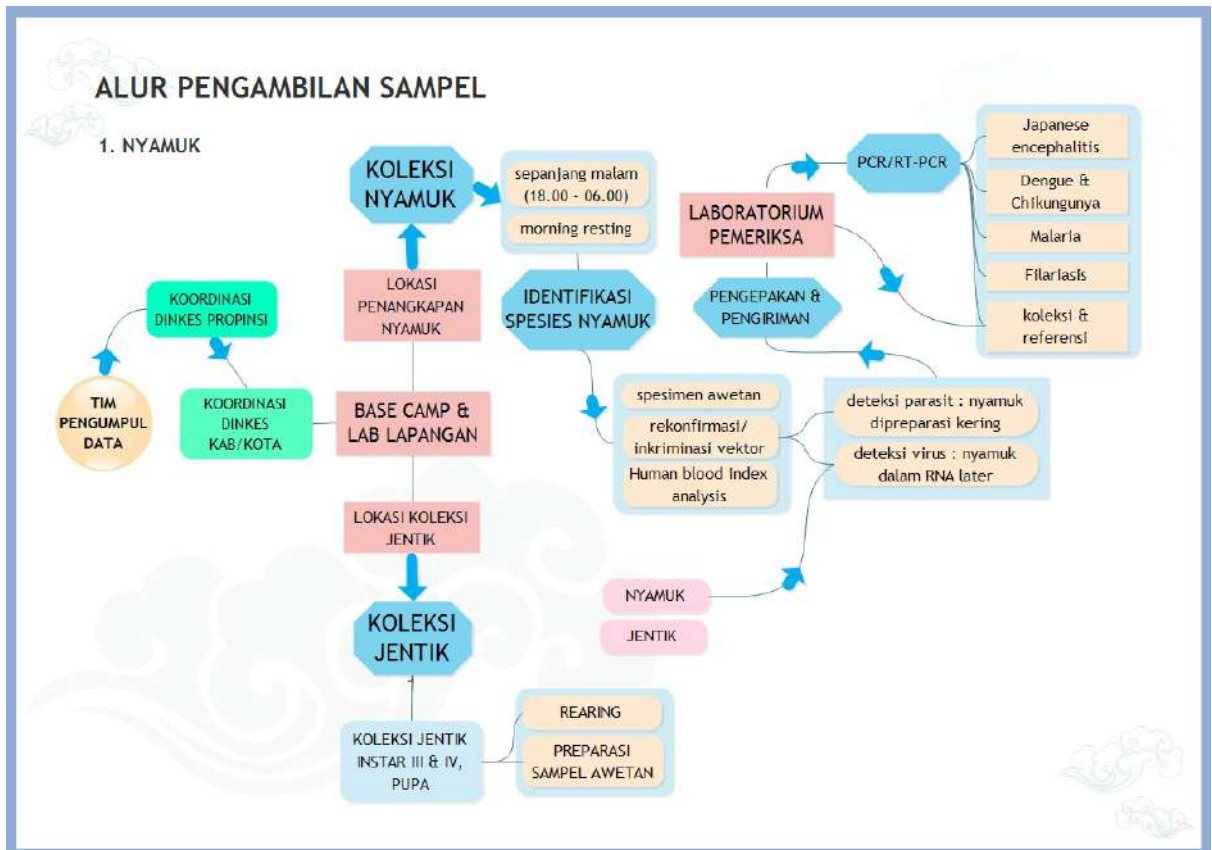 ALUR PENGAMBILAN SAMPEL
1. NYAMUK
TIM
PENGUMPUL
DATA
KOORDINASI
DINKES PROPINSI
KOORDINASI
DINKES
KAB/KOTA
BASE CAMP &
LAB LAPANGAN
LOKASI
PENANGKAPAN
NYAMUK
KOLEKSI
NYAMUK
sepanjang malam
(18.00 - 06.00)
morning resting
IDENTIFIKASI
SPESIES NYAMUK
spesimen awetan
rekonfirmasi/
inkriminasi vektor
Human blood index
analysis
deteksi parasit : nyamuk
dipreparasi kering
deteksi virus : nyamuk
dalam RNA later
PENGEPAKAN &
PENGIRIMAN
LABORATORIUM
PEMERIKSA
PCR/RT-PCR
Japanese
encephalitis
Dengue &
Chikungunya
Malaria
Filariasis
koleksi &
referensi
LOKASI KOLEKSI
JENTIK
KOLEKSI
JENTIK
KOLEKSI JENTIK
INSTAR III & IV,
PUPA
REARING
PREPARASI
SAMPEL AWETAN
NYAMUK
JENTIK